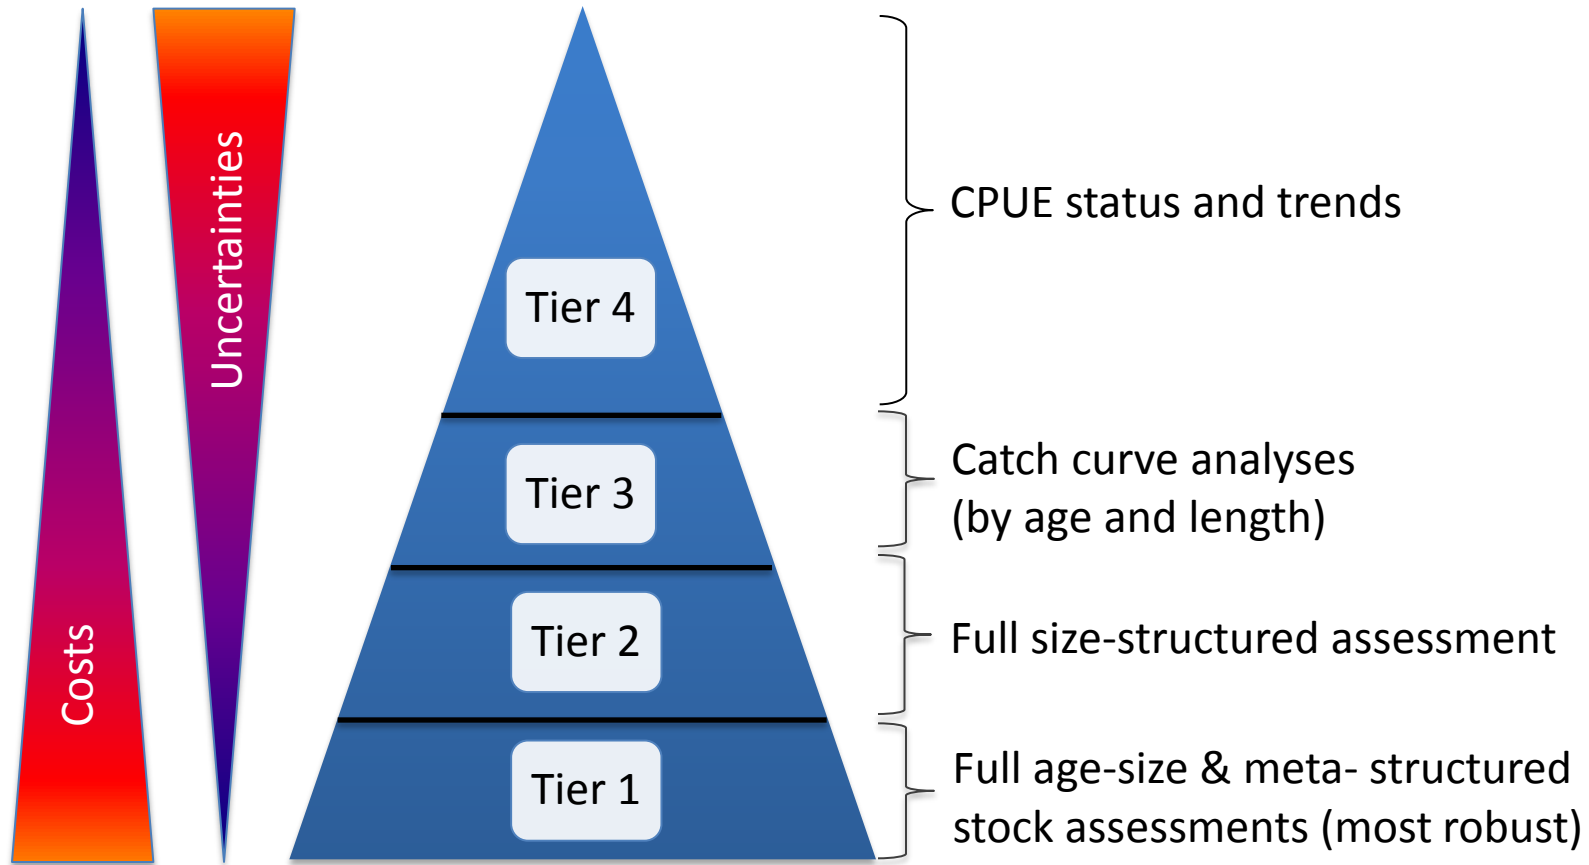 Costs
Uncertainties
Tier 4
Tier 3
Tier 2
Tier 1
CPUE status and trends
Catch curve analyses
(by age and length)
Full size-structured assessment
Full age-size & meta- structured
stock assessments (most robust)